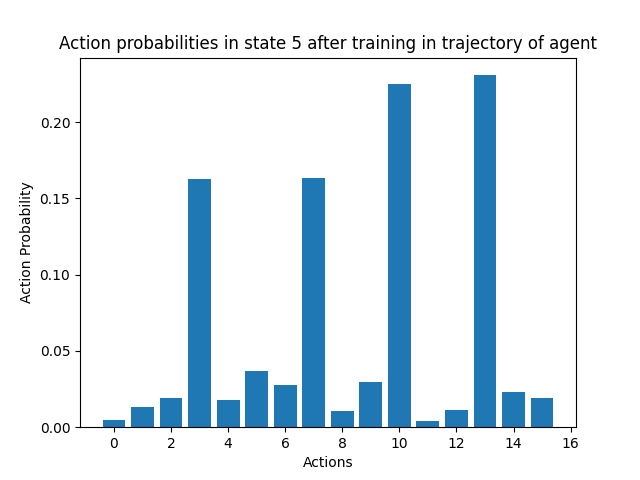 Action probabilities in state 5 after training in trajectory of agent
0.20
0.15
0.10
0.05
0.00
Action Probability
0 2 4 6 8 10 12 14 16
Actions